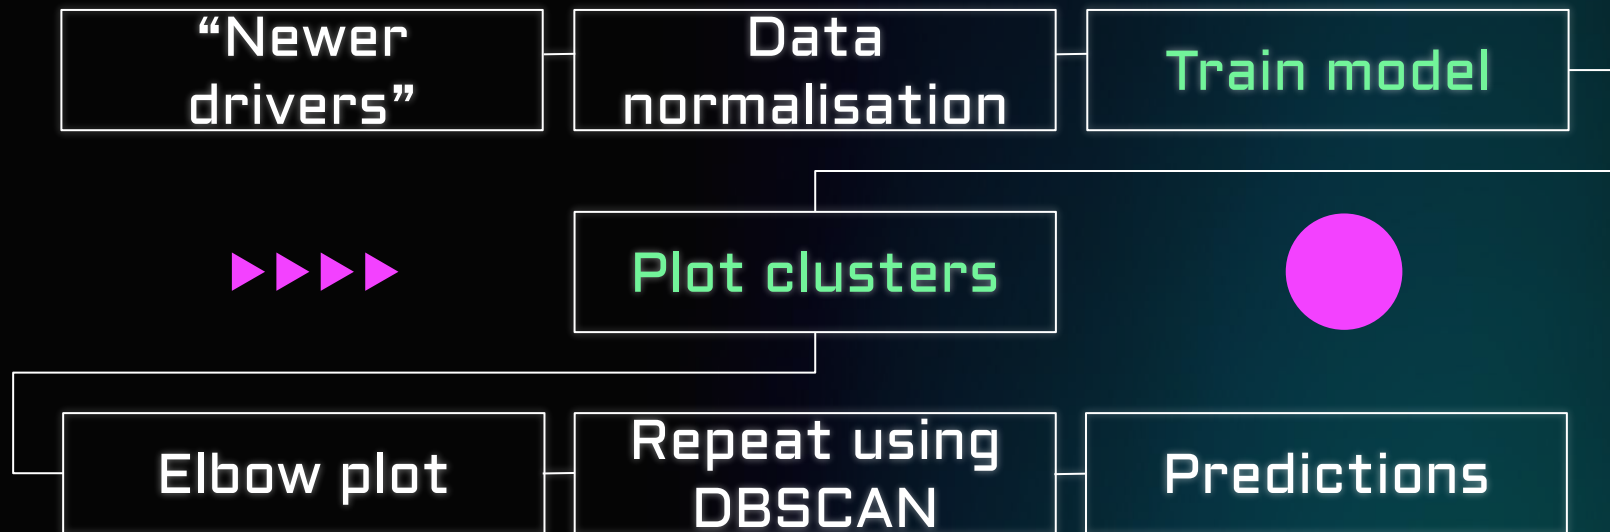 “Newer
drivers”
Data
normalisation
Train model
Plot clusters
Elbow plot
Repeat using
DBSCAN
Predictions